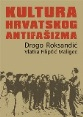 KULTURA
HRVATSKOG
ANTIFAŠIZMA
Drago Roksandić
Vlatka Filipčić Maligec